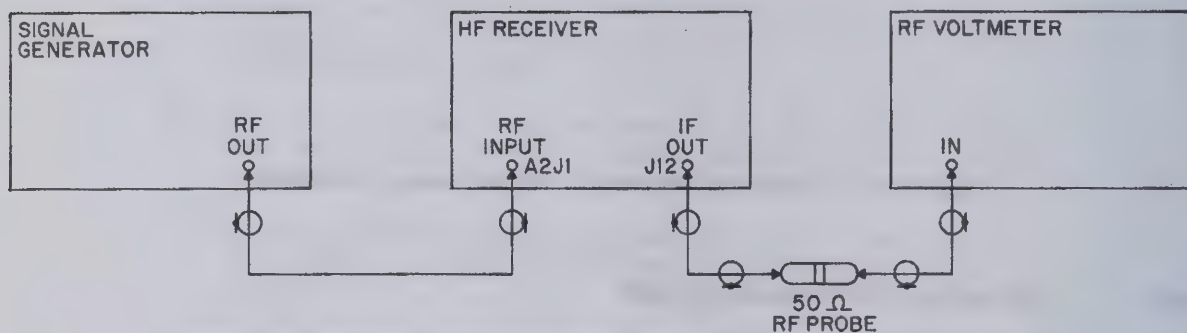 SIGNAL
GENERATOR
RF
OUT
HF RECEIVER
RF
INPUT
A2J1
IF
OUT
J12
RF VOLTMETER
IN
50 Ω
RF PROBE